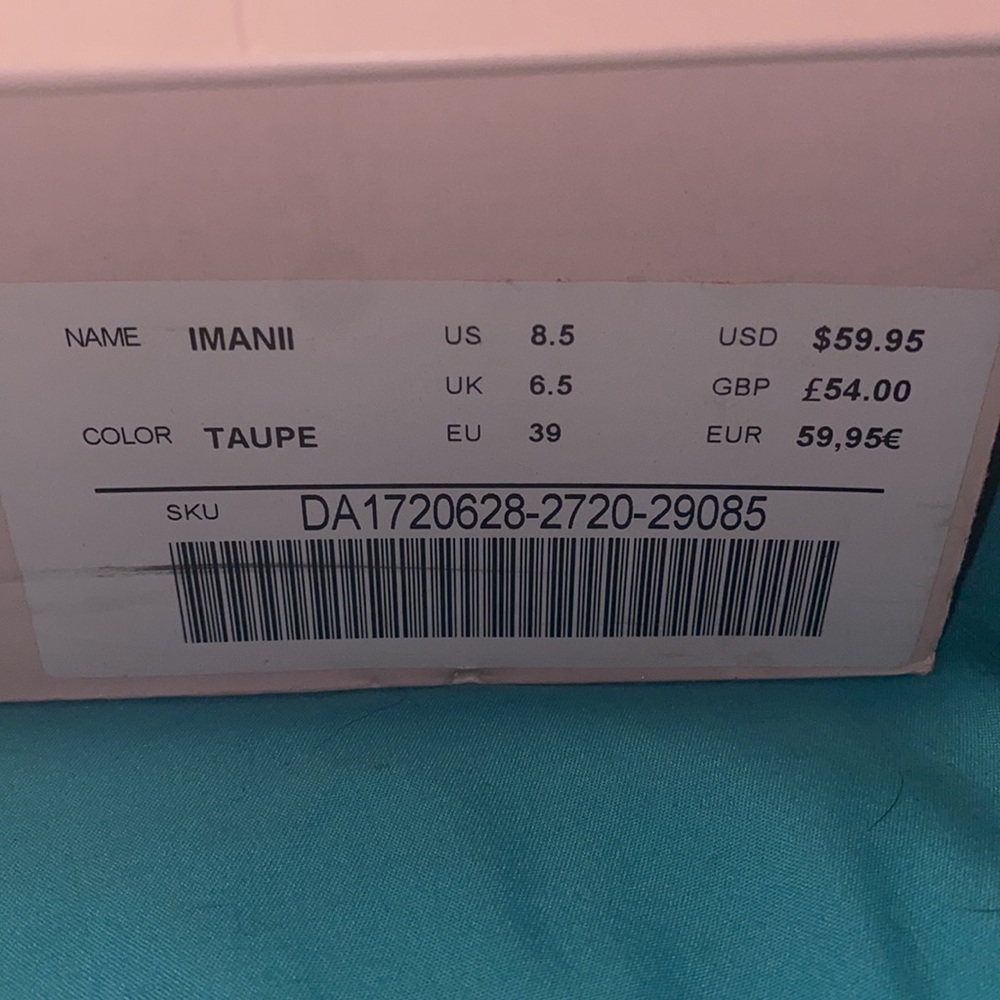 NAME IMANII US 8.5 USD $59.95
UK 6.5 GBP £54.00
COLOR TAUPE EU 39 EUR 59,95€
SKU DA1720628-2720-29085